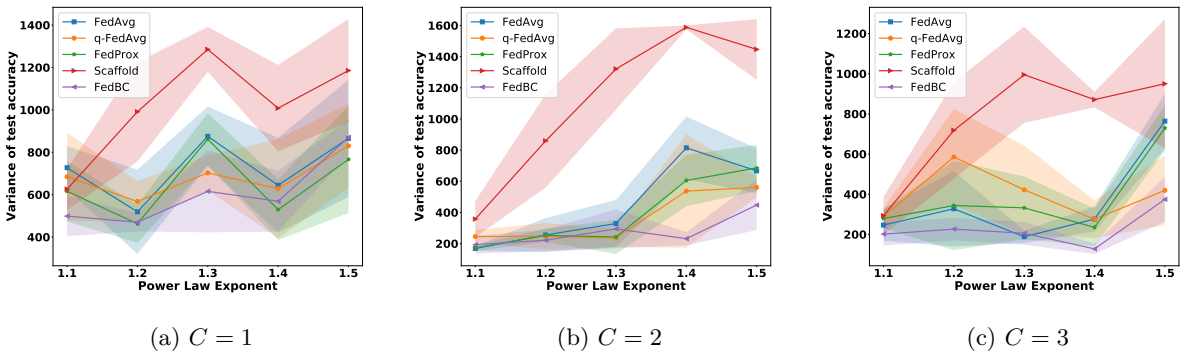 1400
1200
1000
800
600
400
Variance of test accuracy
FedAvg
q-FedAvg
FedProx
Scaffold
FedBC
1.1 1.2 1.3 1.4 1.5
Power Law Exponent
(a) C = 1
1600
1400
1200
1000
800
600
400
200
Variance of test accuracy
FedAvg
q-FedAvg
FedProx
Scaffold
FedBC
1.1 1.2 1.3 1.4 1.5
Power Law Exponent
(b) C = 2
1200
1000
800
600
400
200
Variance of test accuracy
FedAvg
q-FedAvg
FedProx
Scaffold
FedBC
1.1 1.2 1.3 1.4 1.5
Power Law Exponent
(c) C = 3